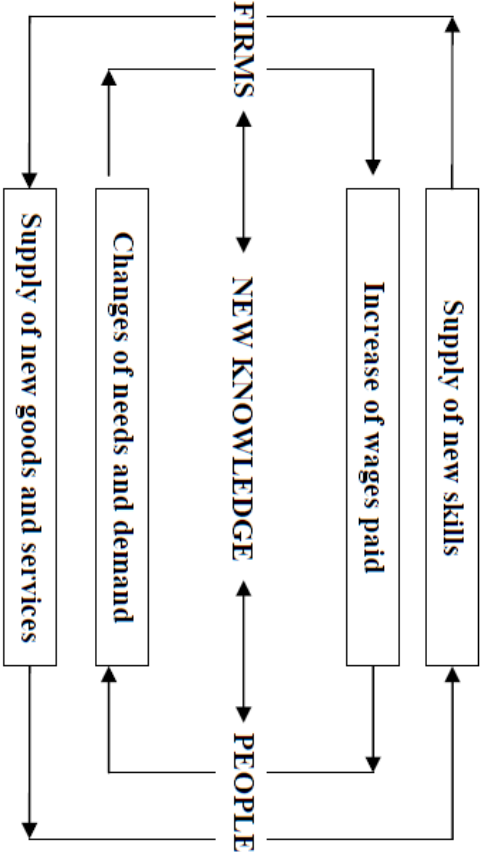 Supply of new skills
Increase of wages paid
FIRMS
NEW KNOWLEDGE
PEOPLE
Changes of needs and demand
Supply of new goods and services